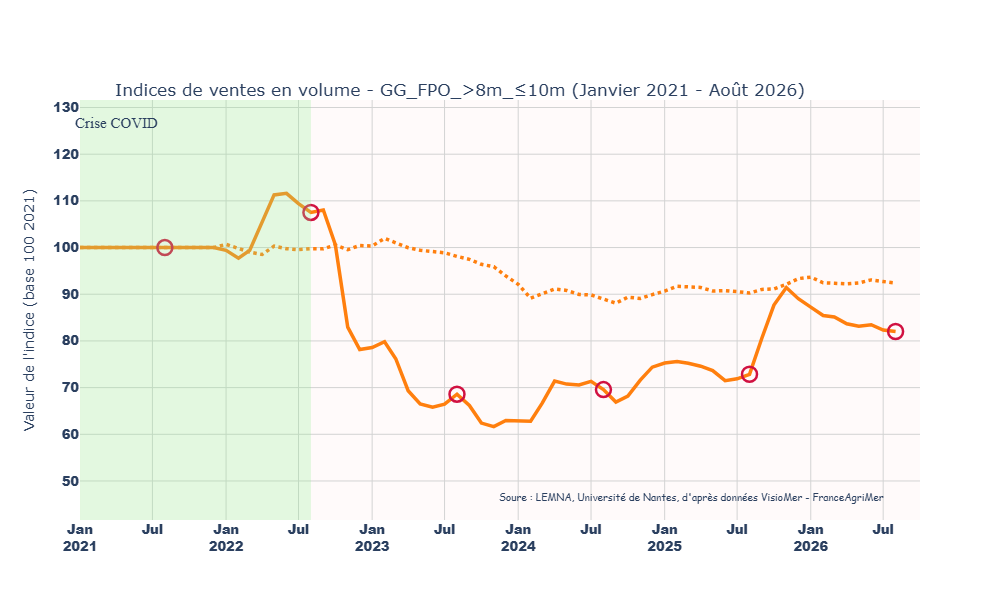 Indices de ventes en volume - GG_FPO_>8m_≤10m (Janvier 2021 - Août 2026)
Valeur de l'indice (base 100 2021)
130
Crise COVID
120
110
100
90
80
70
60
50
Soure : LEMNA, Université de Nantes, d'après données VisioMer - FranceAgriMer
Jan Jul Jan Jul Jan Jul Jan Jul Jan Jul Jan Jul
2021 2022 2023 2024 2025 2026